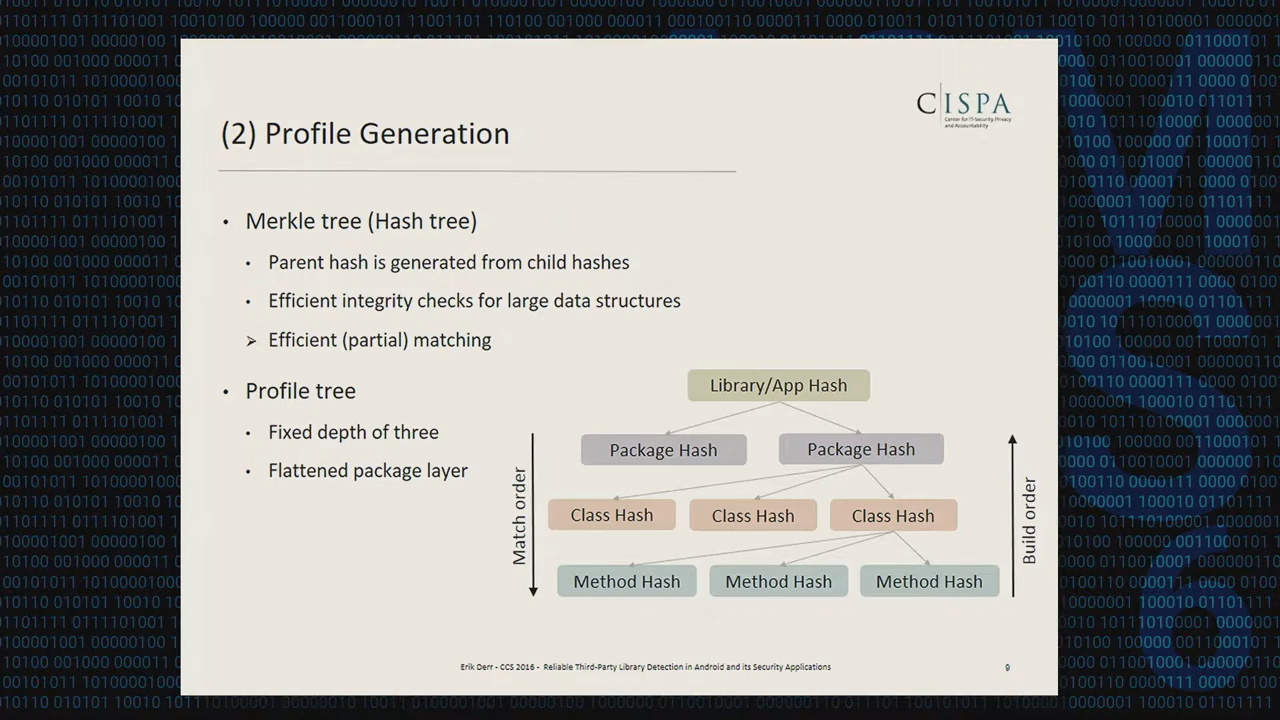 CISPA
Center for IT-Security, Privacy
and Accountability
(2) Profile Generation
• Merkle tree (Hash tree)
• Parent hash is generated from child hashes
• Efficient integrity checks for large data structures
➢ Efficient (partial) matching
• Profile tree
• Fixed depth of three
• Flattened package layer
Library/App Hash
Package Hash Package Hash
Class Hash Class Hash Class Hash
Method Hash Method Hash Method Hash
Match order
Build order
Erik Derr - CCS 2016 - Reliable Third-Party Library Detection in Android and its Security Applications
9